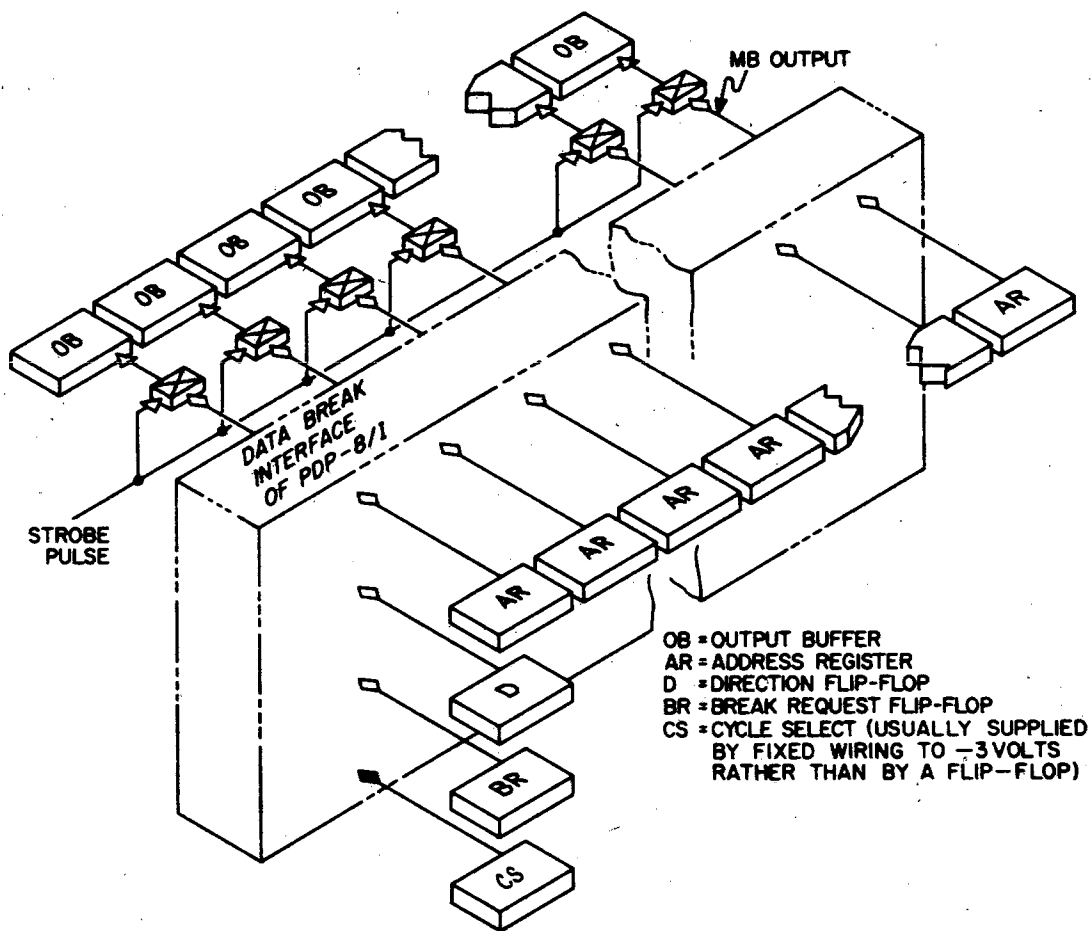 OB
MB OUTPUT
OB
OB
OB
OB
AR
DATA BREAK
INTERFACE
OF PDP-8/I
STROBE
PULSE
AR
AR
AR
AR
D
BR
CS
OB = OUTPUT BUFFER
AR = ADDRESS REGISTER
D = DIRECTION FLIP-FLOP
BR = BREAK REQUEST FLIP-FLOP
CS = CYCLE SELECT (USUALLY SUPPLIED
BY FIXED WIRING TO -3 VOLTS
RATHER THAN BY A FLIP-FLOP)